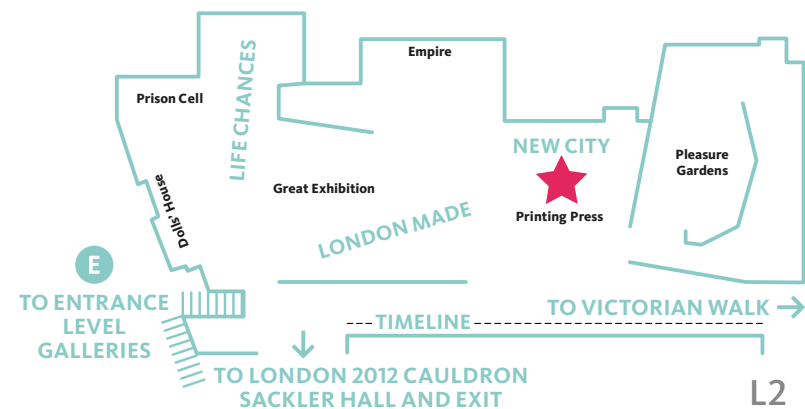 Empire
Prison Cell
LIFE CHANCES
NEW CITY
Pleasure
Gardens
Great Exhibition
Printing Press
Dolls' House
LONDON MADE
E
TO ENTRANCE
LEVEL
GALLERIES
TO VICTORIAN WALK
TIMELINE
TO LONDON 2012 CAULDRON
SACKLER HALL AND EXIT
L2